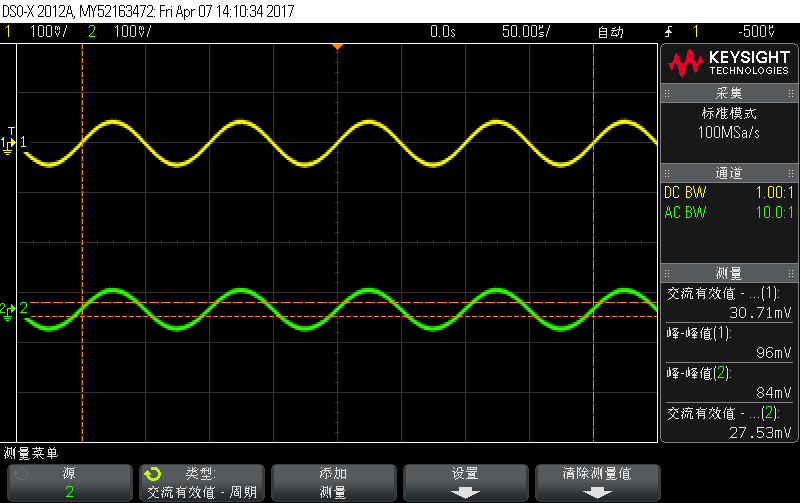 DSO-X 2012A, MY52163472: Fri Apr 07 14:10:34 2017
1 100♈/ 2 100♈/ 0.0s 50.00㎲/ 自动 1 -500♈
KEYSIGHT
TECHNOLOGIES
采集
标准模式
100MSa/s
通道
DC BW 1.00:1
AC BW 10.0:1
测量
交流有效值 - ...(1):
30.71mV
峰-峰值(1):
96mV
峰-峰值(2):
84mV
交流有效值 - ...(2):
27.53mV
T
1 1
2 2
测量菜单
源
2
类型:
交流有效值 - 周期
添加
测量
设置
清除测量值